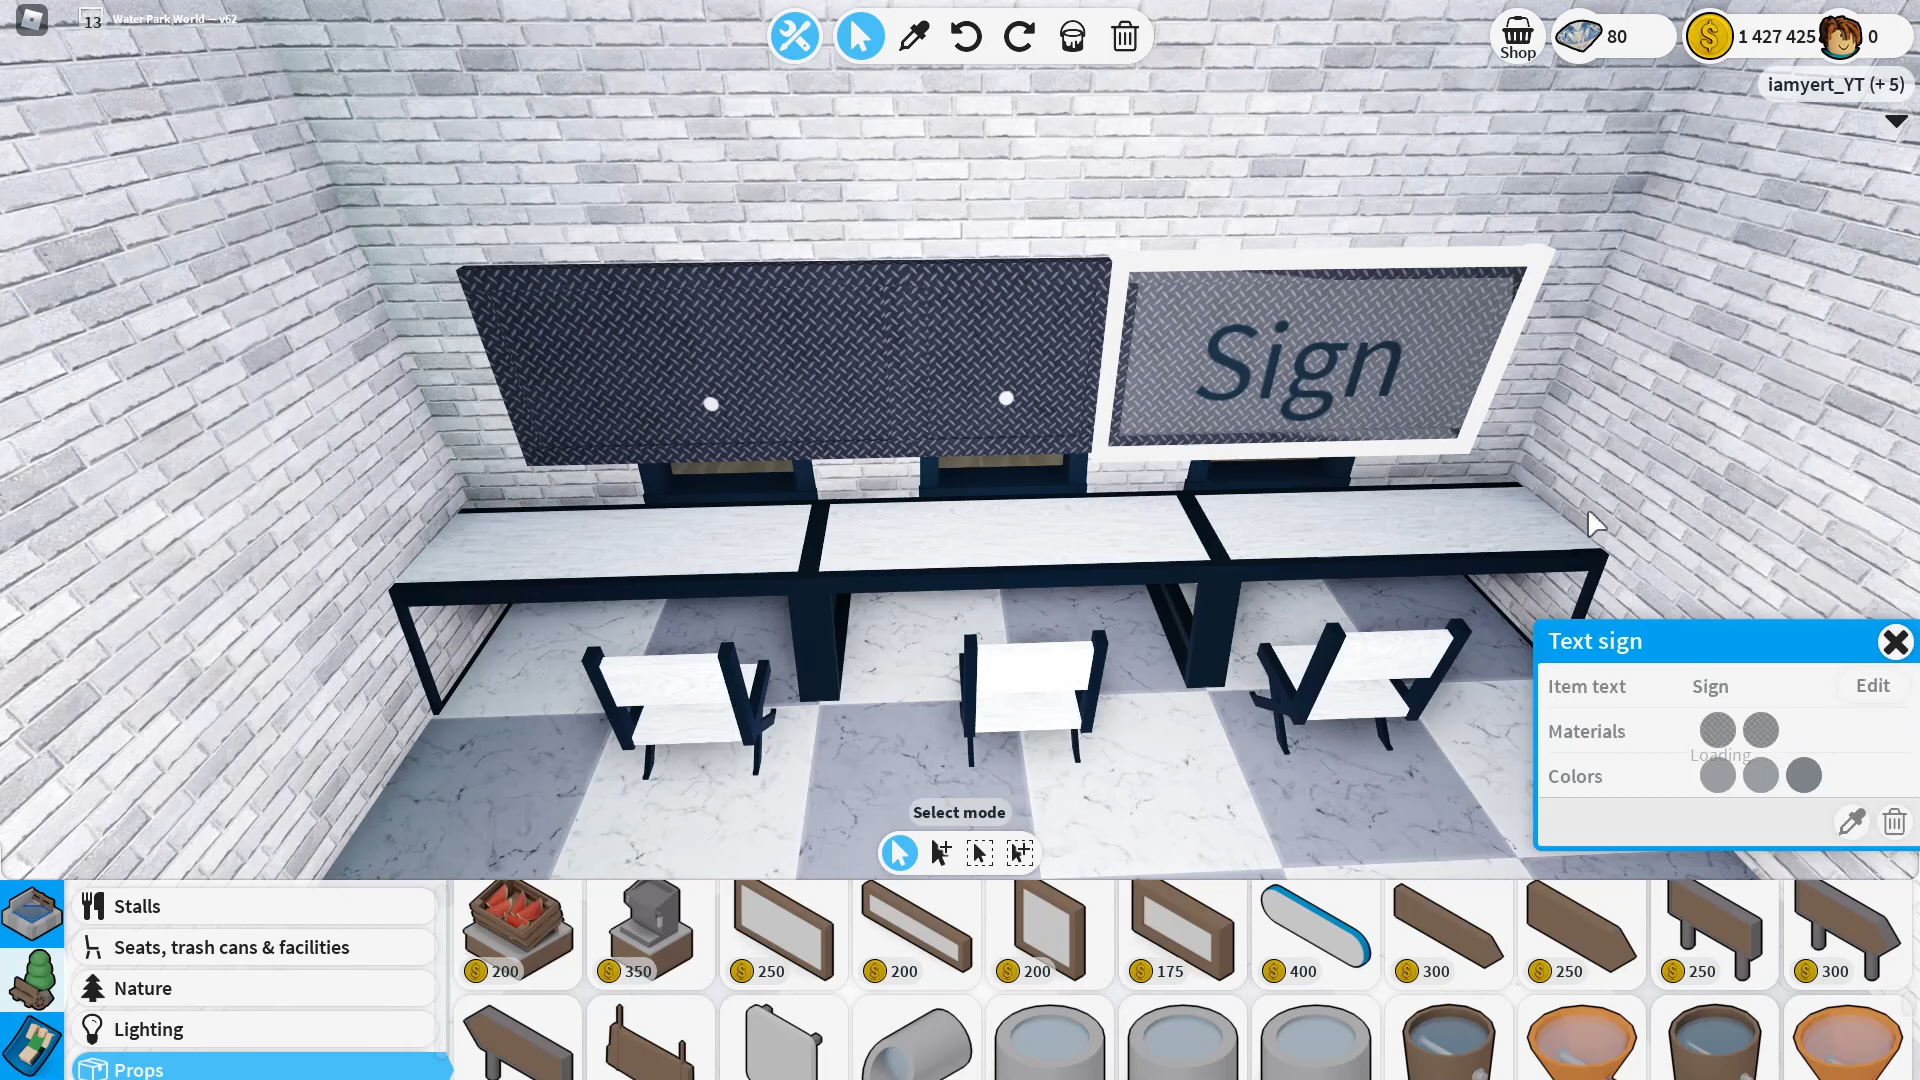 13
Water Park World — v62
Shop
80
1 427 425
0
iamyert_YT (+ 5)
Sign
Text sign
Item text
Sign
Edit
Materials
Loading
Colors
Select mode
Stalls
Seats, trash cans & facilities
Nature
Lighting
Props
200
350
250
200
200
175
400
300
250
250
300